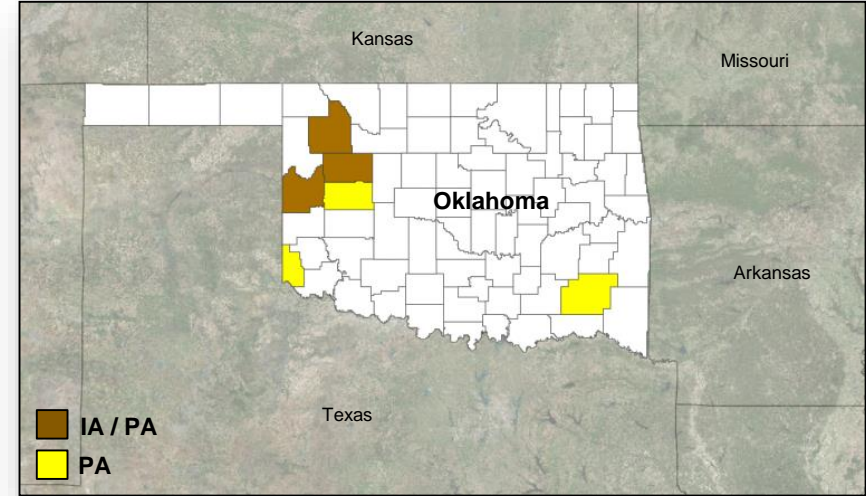 Kansas
Missouri
Oklahoma
Arkansas
Texas
IA / PA
PA